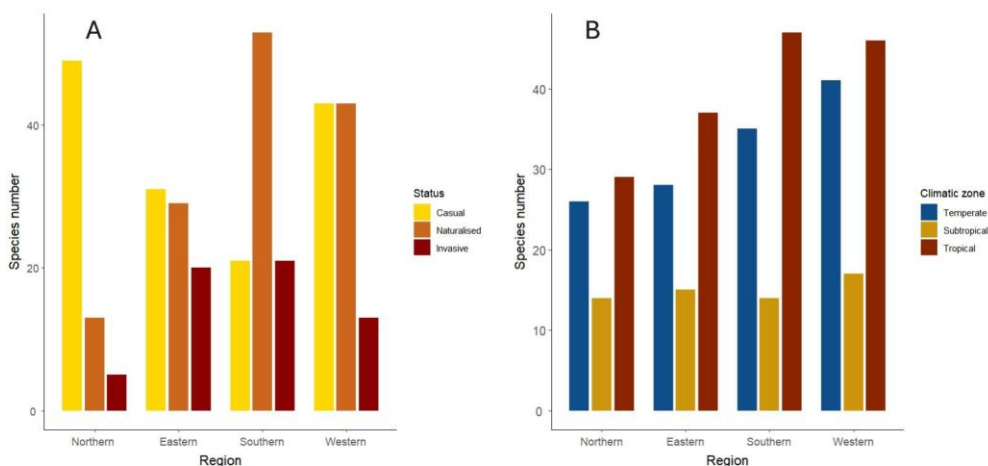 A
Species number
40
20
0
Northern
Eastern
Southern
Western
Region
Status
Casual
Naturalised
Invasive
B
Species number
40
30
20
10
0
Northern
Eastern
Southern
Western
Region
Climatic zone
Temperate
Subtropical
Tropical